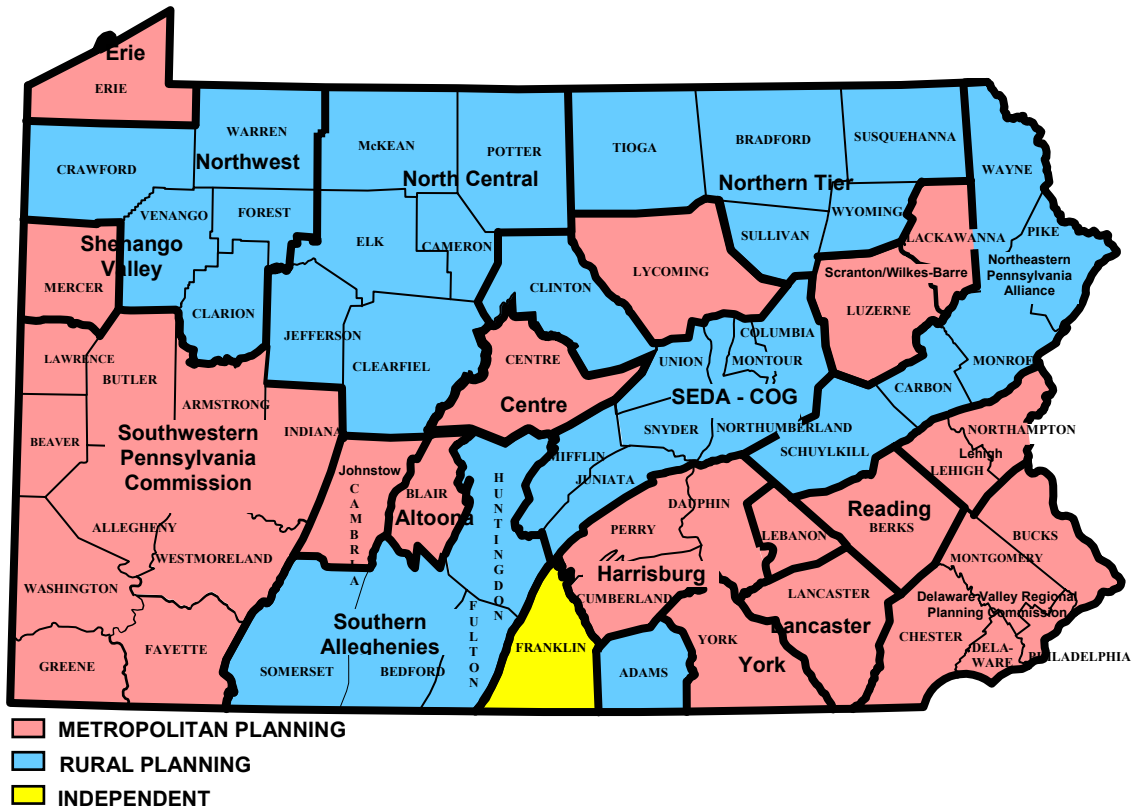 Erie
ERIE
WARREN
McKEAN
POTTER
TIOGA
BRADFORD
SUSQUEHANNA
CRAWFORD
Northwest
North Central
Northern Tier
WAYNE
VENANGO
FOREST
ELK
CAMERON
SULLIVAN
WYOMING
LACKAWANNA
PIKE
Shenango
Valley
MERCER
CLARION
JEFFERSON
CLEARFIEL
CLINTON
LYCOMING
Scranton/Wilkes-Barre
LUZERNE
Northeastern
Pennsylvania
Alliance
LAWRENCE
BUTLER
ARMSTRONG
INDIANA
CENTRE
Centre
UNION
COLUMBIA
MONTOUR
SEDA - COG
SNYDER
NORTHUMBERLAND
CARBON
MONROE
SCHUYLKILL
BEAVER
Southwestern
Pennsylvania
Commission
Johnstow
CAMBRIA
BLAIR
Altoona
HUNTINGDON
MIFFLIN
JUNIATA
NORTHAMPTON
Lehigh
LEHIGH
ALLEGHENY
WESTMORELAND
PERRY
DAUPHIN
LEBANON
Reading
BERKS
BUCKS
MONTGOMERY
WASHINGTON
Harrisburg
CUMBERLAND
LANCASTER
Lancaster
Delaware Valley Regional
Planning Commission
CHESTER
DELA-
WARE
PHILADELPHIA
GREENE
FAYETTE
Southern
Alleghenies
SOMERSET
BEDFORD
FULTON
FRANKLIN
ADAMS
YORK
York
METROPOLITAN PLANNING
RURAL PLANNING
INDEPENDENT